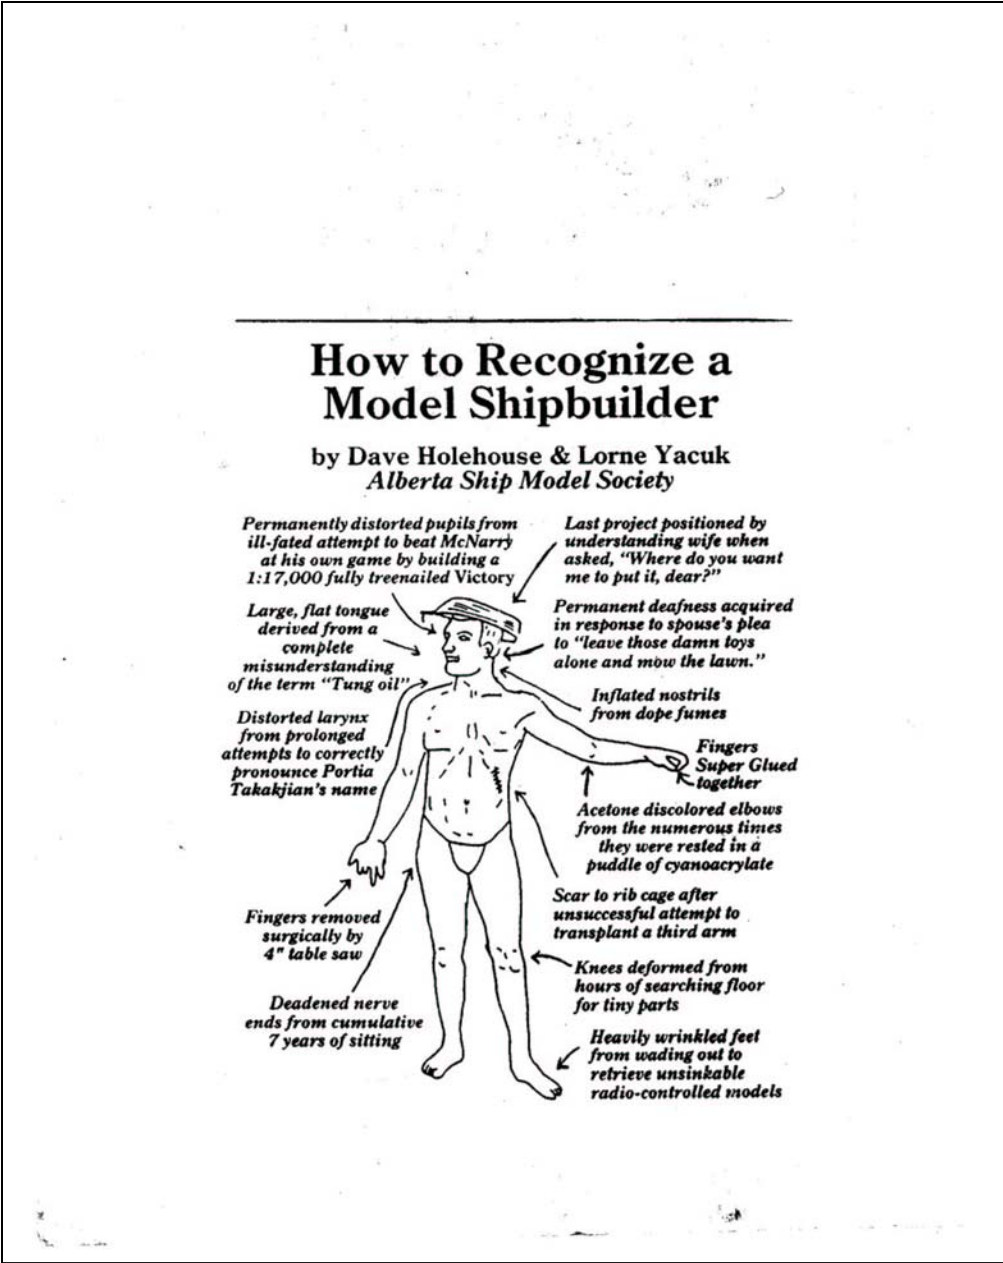 How to Recognize a
Model Shipbuilder
by Dave Holehouse & Lorne Yacuk
Alberta Ship Model Society
Permanently distorted pupils from
ill-fated attempt to beat McNarry
at his own game by building a
1:17,000 fully treenailed Victory
Last project positioned by
understanding wife when
asked, "Where do you want
me to put it, dear?"
Large, flat tongue
derived from a
complete
misunderstanding
of the term "Tung oil"
Permanent deafness acquired
in response to spouse's plea
to "leave those damn toys
alone and mow the lawn."
Inflated nostrils
from dope fumes
Distorted larynx
from prolonged
attempts to correctly
pronounce Portia
Takakjian's name
Fingers
Super Glued
together
Acetone discolored elbows
from the numerous times
they were rested in a
puddle of cyanoacrylate
Scar to rib cage after
unsuccessful attempt to
transplant a third arm
Fingers removed
surgically by
4" table saw
Knees deformed from
hours of searching floor
for tiny parts
Deadened nerve
ends from cumulative
7 years of sitting
Heavily wrinkled feet
from wading out to
retrieve unsinkable
radio-controlled models